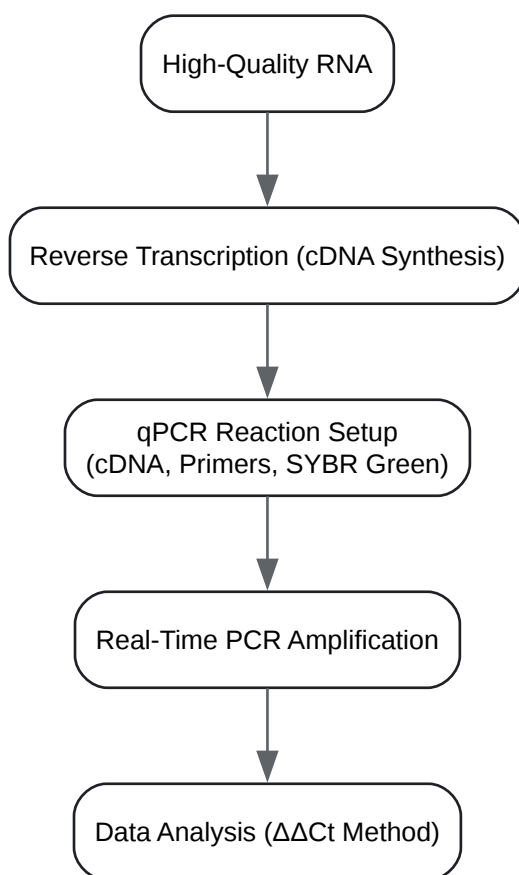 High-Quality RNA
Reverse Transcription (cDNA Synthesis)
qPCR Reaction Setup
(cDNA, Primers, SYBR Green)
Real-Time PCR Amplification
Data Analysis (ΔΔCt Method)